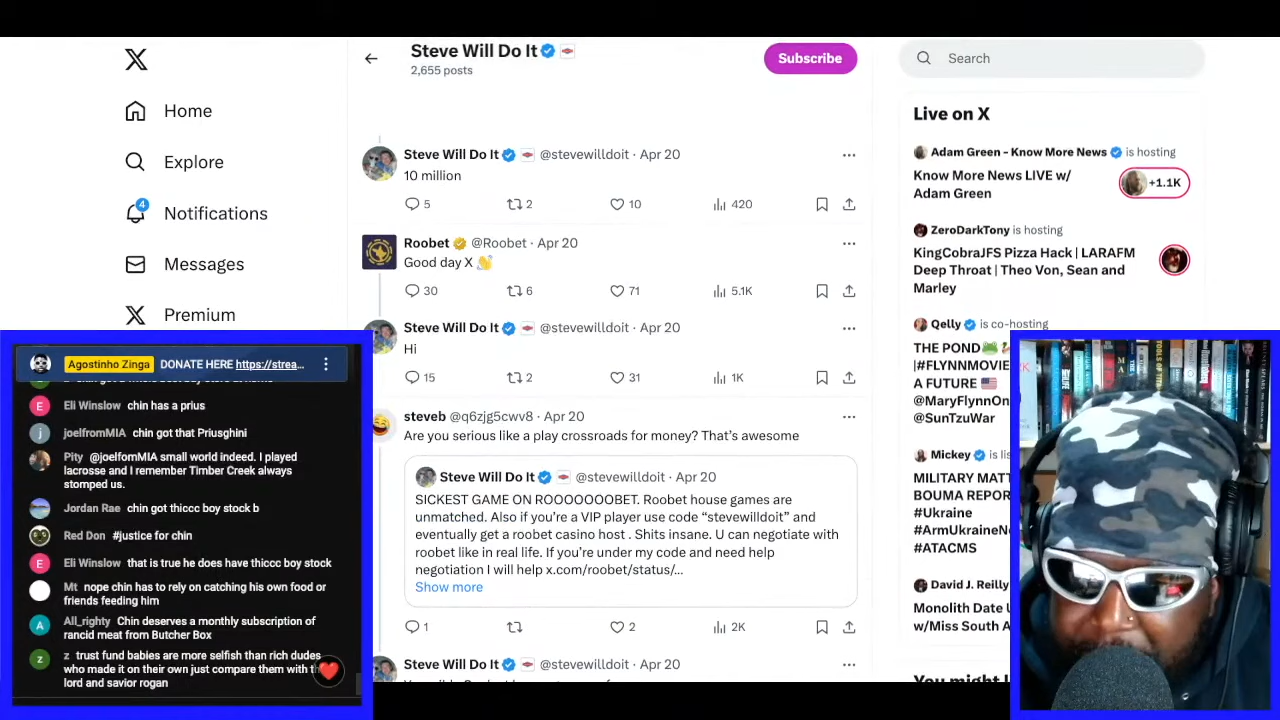 Home
Explore
4
Notifications
Messages
Premium
Steve Will Do It
2,655 posts
Subscribe
Steve Will Do It @stevewilldoit · Apr 20
10 million
5 2 10 420
Roobet @Roobet · Apr 20
Good day X 👋
30 6 71 5.1K
Steve Will Do It @stevewilldoit · Apr 20
Hi
15 2 31 1K
steveb @q6zjg5cwv8 · Apr 20
Are you serious like a play crossroads for money? That's awesome
Steve Will Do It @stevewilldoit · Apr 20
SICKEST GAME ON ROOOOOOOBET. Roobet house games are
unmatched. Also if you're a VIP player use code "stevewilldoit" and
eventually get a roobet casino host . Shits insane. U can negotiate with
roobet like in real life. If you're under my code and need help
negotiation I will help x.com/roobet/status/...
Show more
1 2 2K
Steve Will Do It @stevewilldoit · Apr 20
Search
Live on X
Adam Green - Know More News is hosting
Know More News LIVE w/
Adam Green
+1.1K
ZeroDarkTony is hosting
KingCobraJFS Pizza Hack | LARAFM
Deep Throat | Theo Von, Sean and
Marley
Qelly is co-hosting
THE POND🐸
|#FLYNNMOVIE
A FUTURE 🇺🇸
@MaryFlynnOn
@SunTzuWar
Mickey is lis
MILITARY MATT
BOUMA REPOR
#Ukraine
#ArmUkraineN
#ATACMS
David J. Reilly
Monolith Date U
w/Miss South A
You might l
Agostinho Zinga DONATE HERE https://strea...
Eli Winslow chin has a prius
joelfromMIA chin got that Priusghini
Pity @joelfomMIA small world indeed. I played
lacrosse and I remember Timber Creek always
stomped us.
Jordan Rae chin got thiccc boy stock b
Red Don #justice for chin
Eli Winslow that is true he does have thiccc boy stock
Mt nope chin has to rely on catching his own food or
friends feeding him
All_righty Chin deserves a monthly subscription of
rancid meat from Butcher Box
z trust fund babies are more selfish than rich dudes
who made it on their own just compare them with th
lord and savior rogan